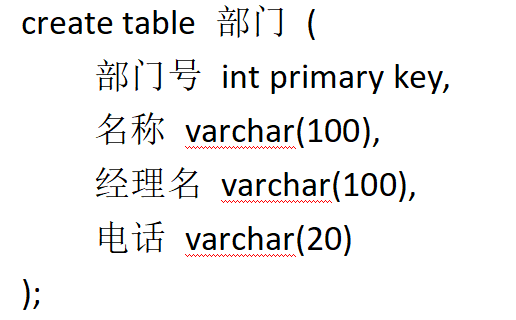 create table 部门 (
部门号 int primary key,
名称 varchar(100),
经理名 varchar(100),
电话 varchar(20)
);